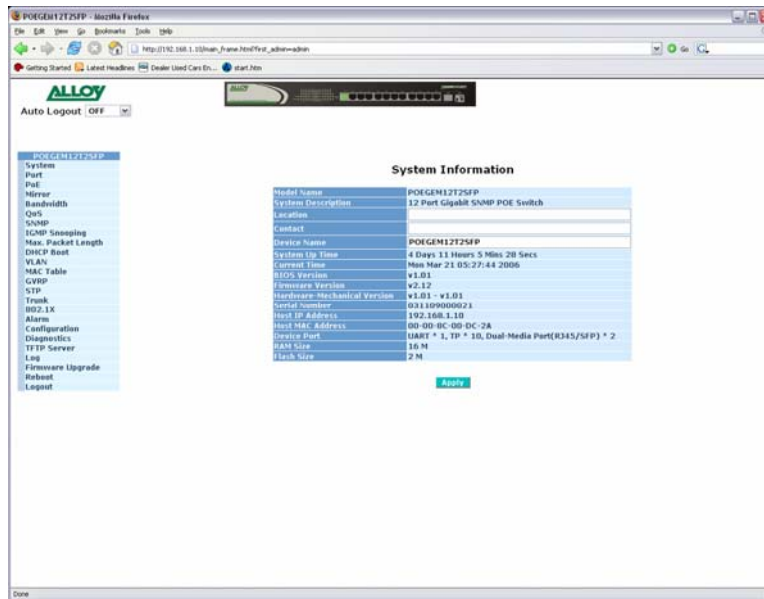 POEGEM12T2SFP - Mozilla Firefox
File Edit View Go Bookmarks Tools Help
http://192.168.1.10/main_frame.html?first_admin=admin
Getting Started Latest Headlines Dealer Used Cars En... start.htm
ALLOY
Auto Logout OFF
POEGEM12T2SFP
System
Port
PoE
Mirror
Bandwidth
QoS
SNMP
IGMP Snooping
Max. Packet Length
DHCP Boot
VLAN
MAC Table
GVRP
STP
Trunk
802.1X
Alarm
Configuration
Diagnostics
TFTP Server
Log
Firmware Upgrade
Reboot
Logout
System Information
Model Name POEGEM12T2SFP
System Description 12 Port Gigabit SNMP POE Switch
Location
Contact
Device Name POEGEM12T2SFP
System Up Time 4 Days 11 Hours 5 Mins 28 Secs
Current Time Mon Mar 21 05:27:44 2006
BIOS Version v1.01
Firmware Version v2.12
Hardware-Mechanical Version v1.01 - v1.01
Serial Number 031109000021
Host IP Address 192.168.1.10
Host MAC Address 00-00-8C-00-DC-2A
Device Port UART * 1, TP * 10, Dual-Media Port(RJ45/SFP) * 2
RAM Size 16 M
Flash Size 2 M
Apply
Done